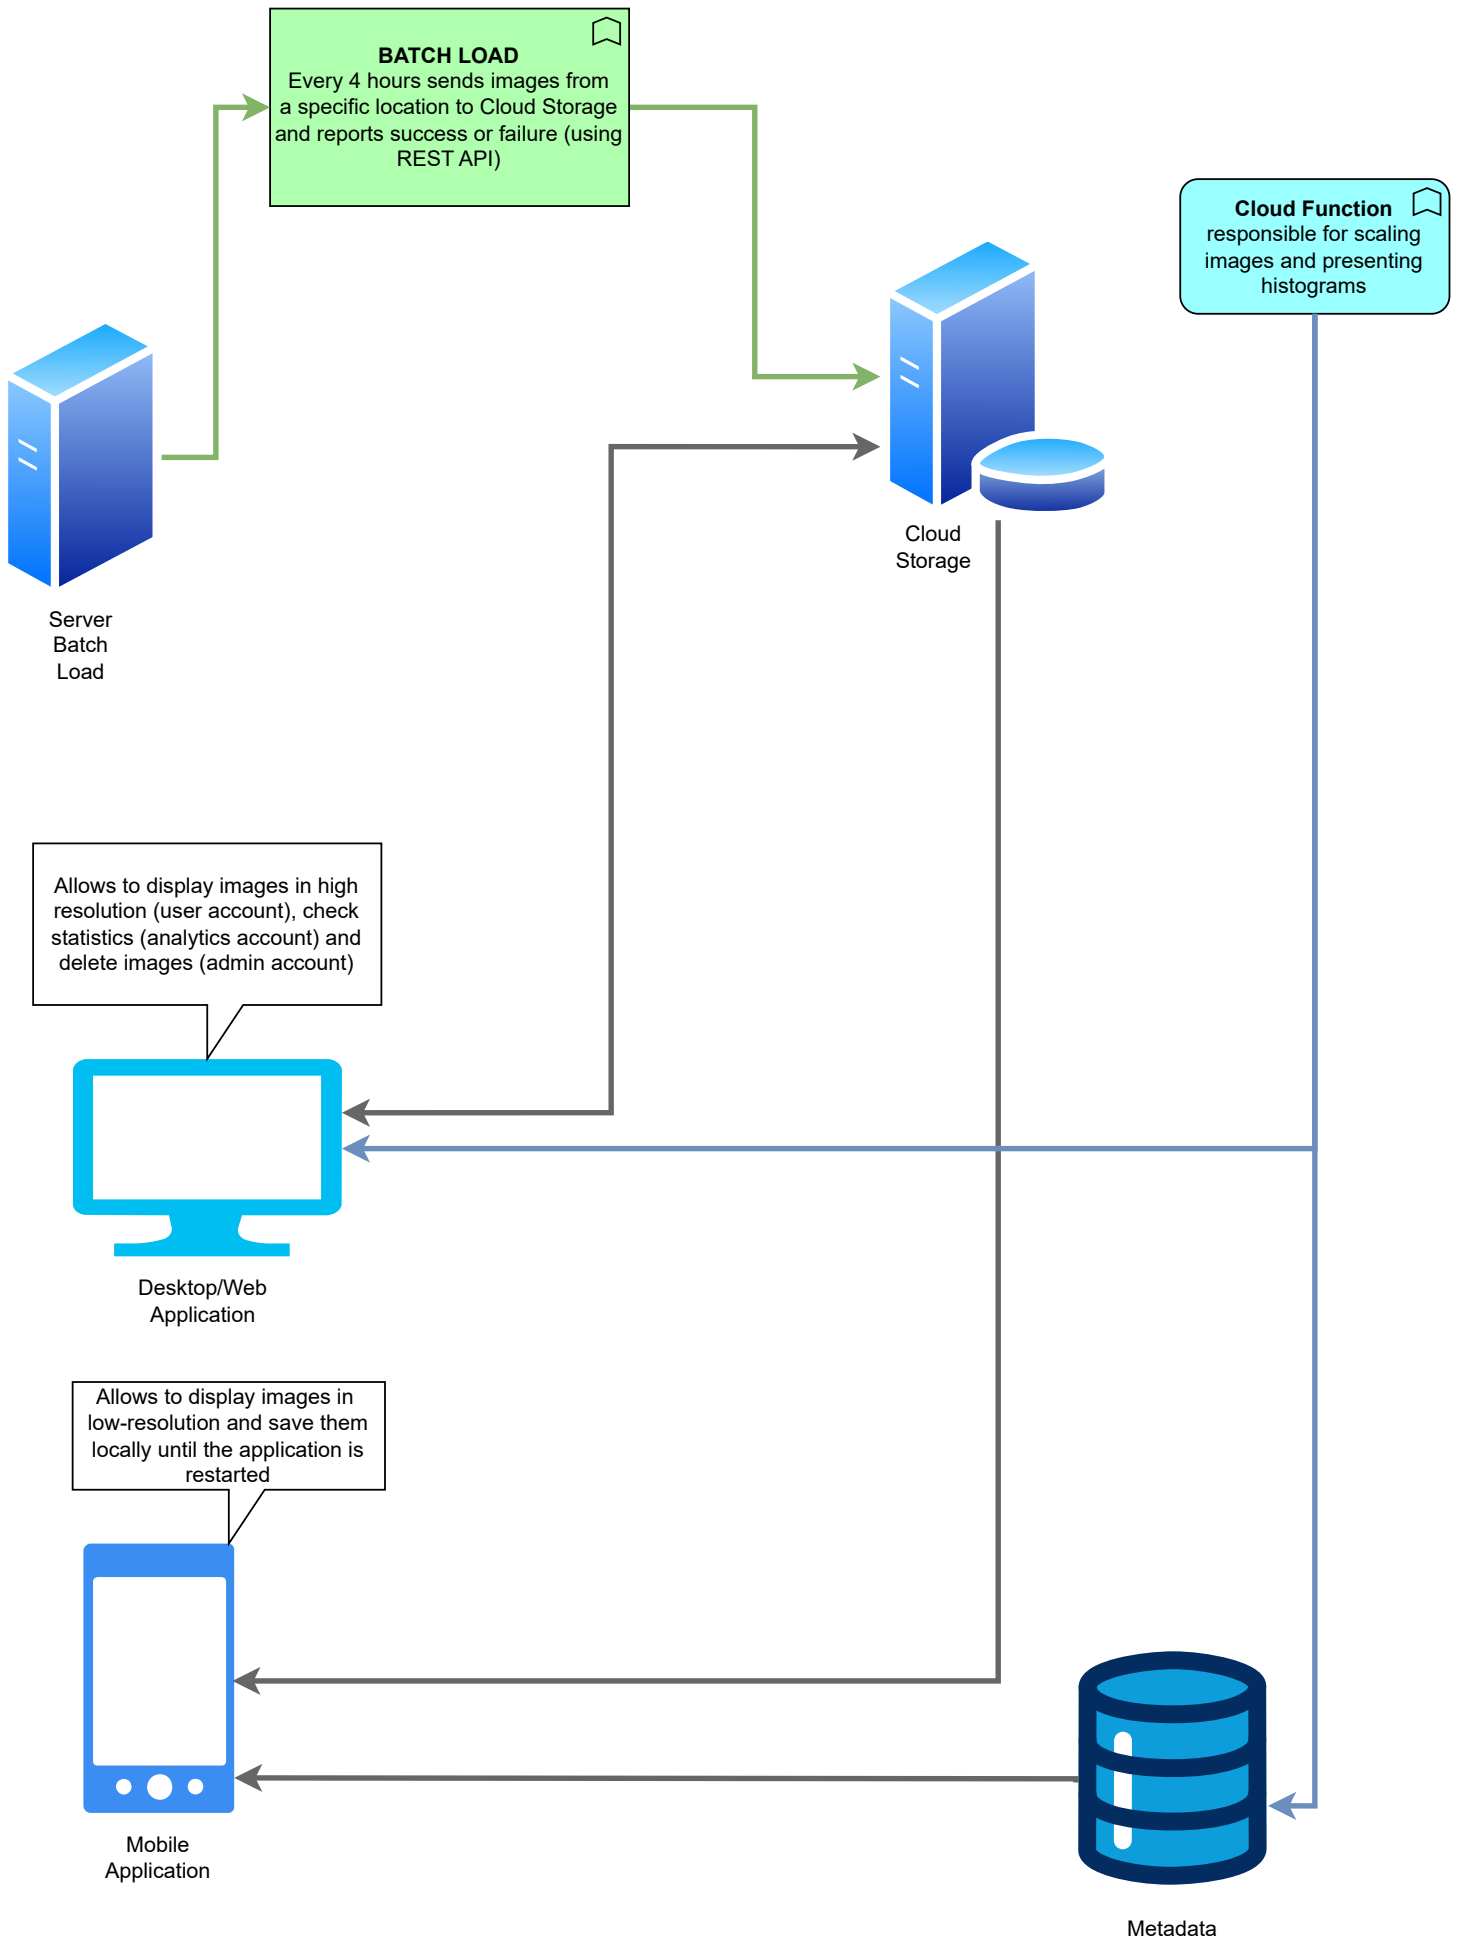 BATCH LOAD
Every 4 hours sends images from
a specific location to Cloud Storage
and reports success or failure (using
REST API)
Cloud Function
responsible for scaling
images and presenting
histograms
Cloud
Storage
Server
Batch
Load
Allows to display images in high
resolution (user account), check
statistics (analytics account) and
delete images (admin account)
Desktop/Web
Application
Allows to display images in
low-resolution and save them
locally until the application is
restarted
Mobile
Application
Metadata